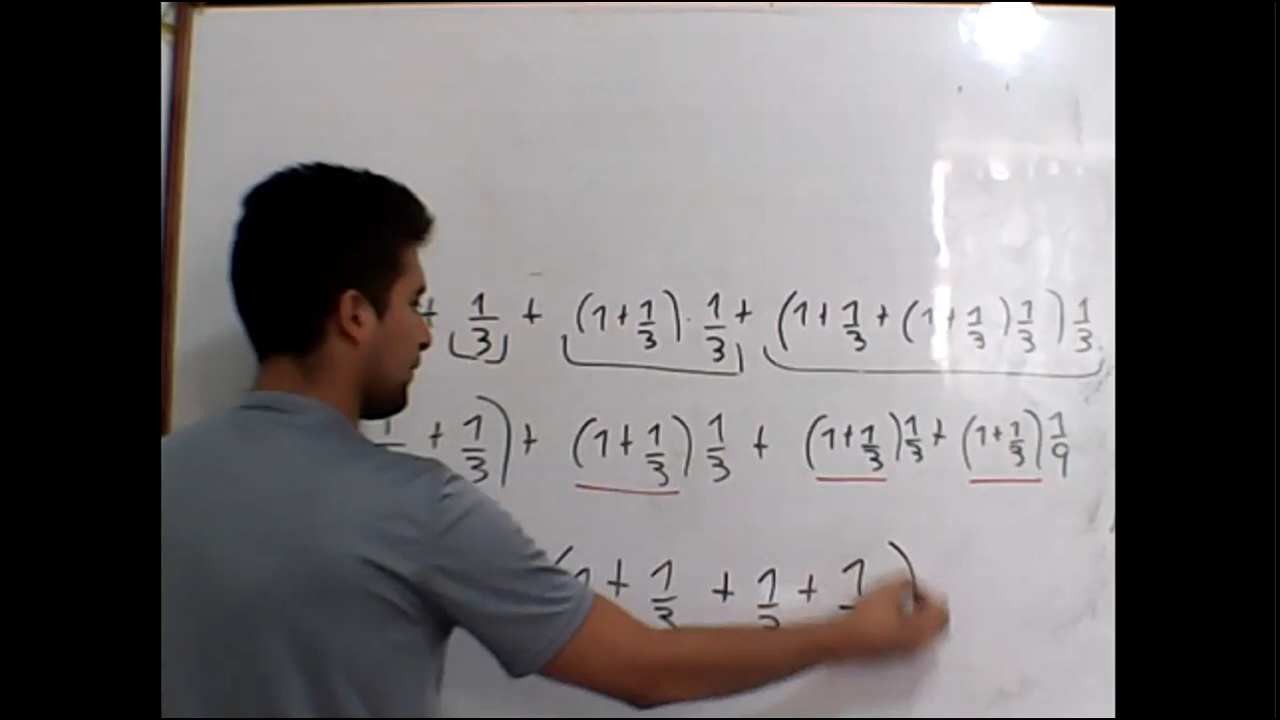 + 1/3 + (1+1/3)·1/3 + (1+1/3+(1+1/3)1/3)1/3
+ 1/3) + (1+1/3)1/3 + (1+1/3)1/3 + (1+1/3)1/9
(1 + 1/3 + 1/3 + 1 )